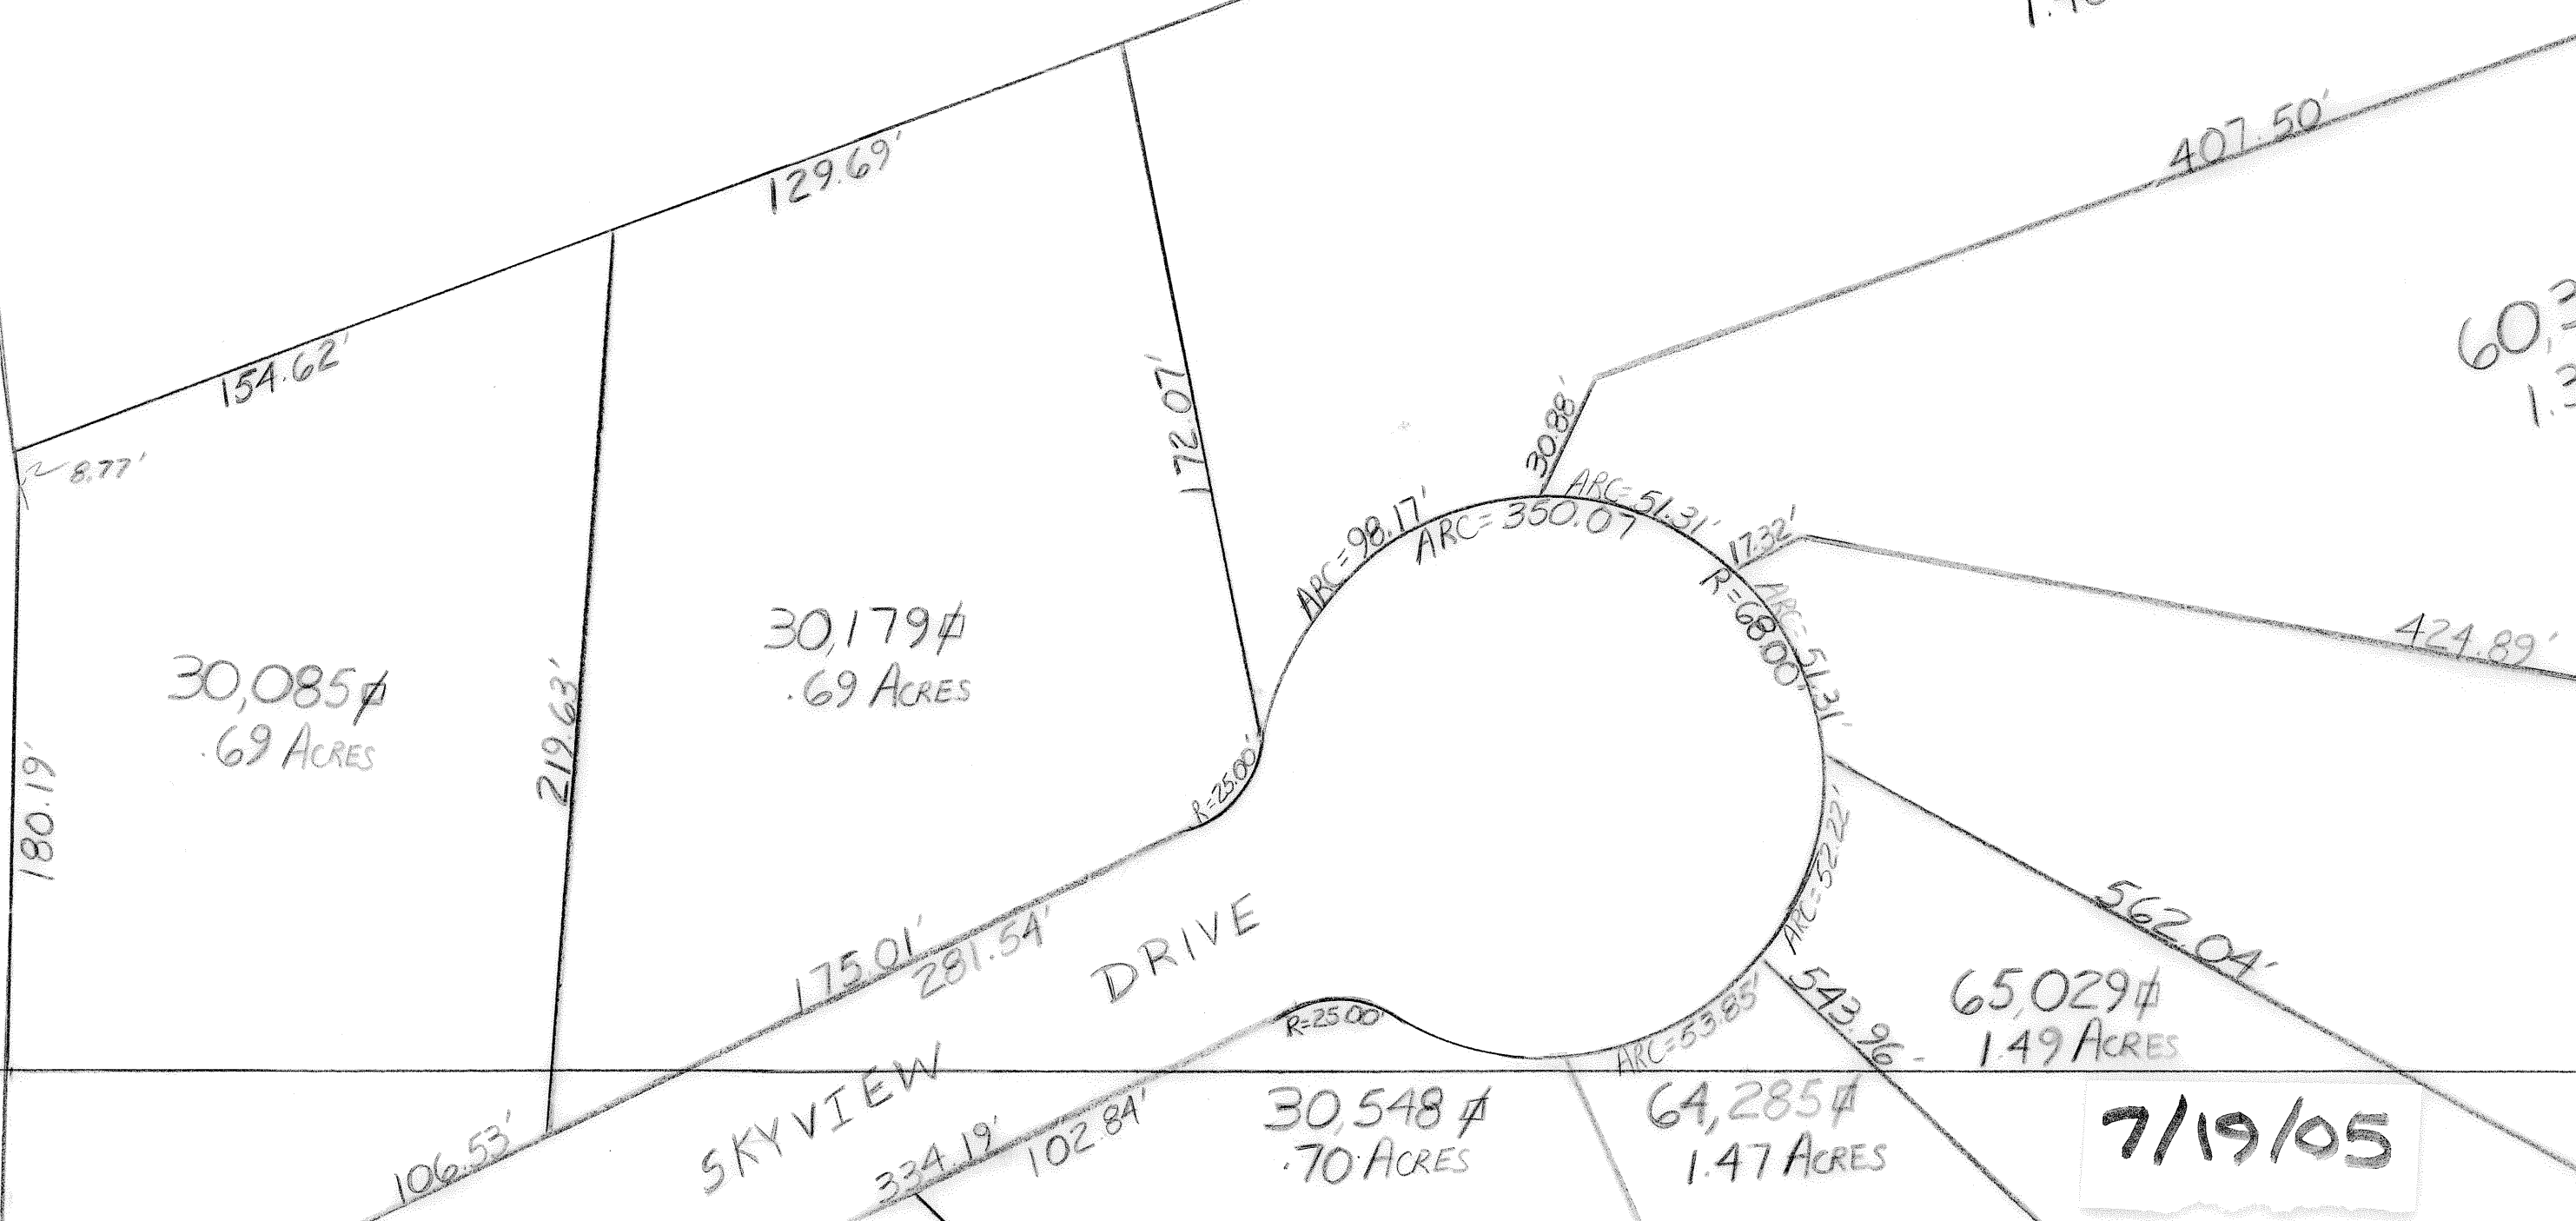 407.50'
129.69'
154.62'
8.77'
172.07'
30.88'
ARC=51.31'
ARC=98.17'
ARC=350.07
17.32'
R=68.00'
ARC=51.31'
424.89'
30,179⏍
.69 ACRES
30,085⏍
.69 ACRES
219.63'
180.19'
R=25.00'
ARC=52.22'
562.04'
175.01'
281.54'
DRIVE
R=25.00'
ARC=53.85'
543.96'
65,029⏍
1.49 ACRES
SKYVIEW
106.53'
334.19'
102.84'
30,548⏍
.70 ACRES
64,285⏍
1.47 ACRES
7/19/05